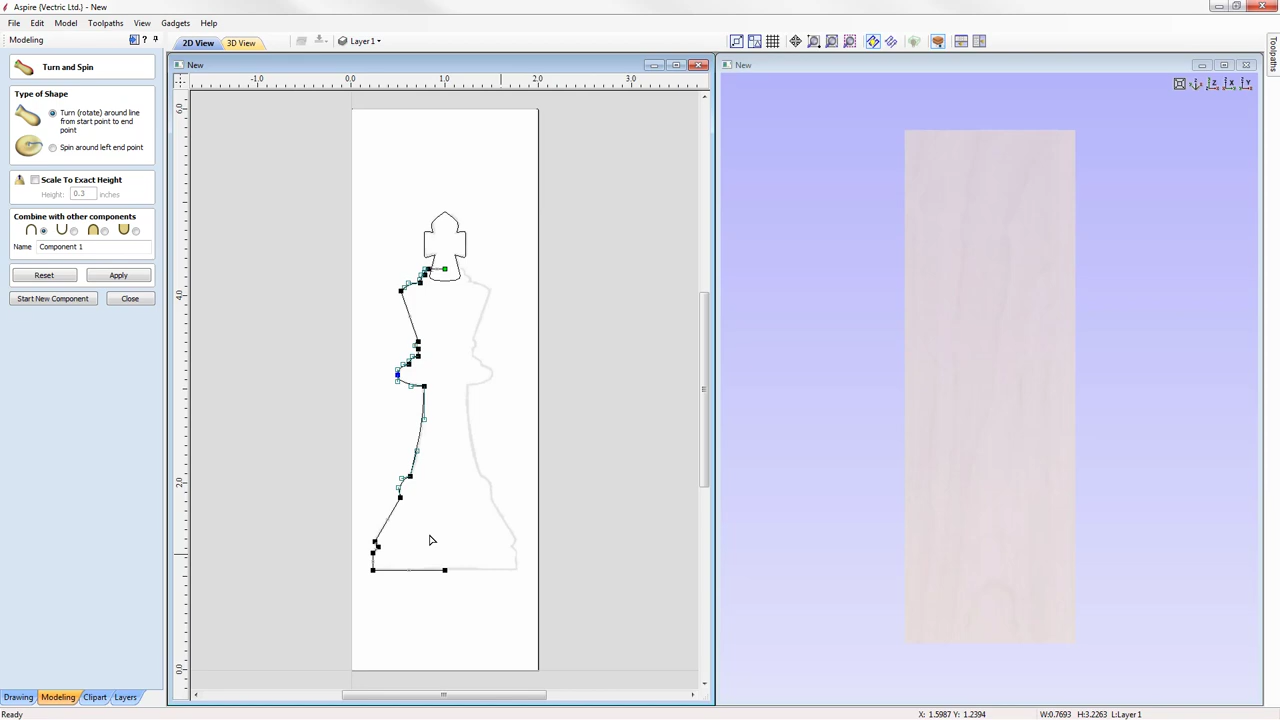 Aspire (Vectric Ltd.) - New
File Edit Model Toolpaths View Gadgets Help
Modeling
2D View 3D View Layer 1
Toolpaths
Turn and Spin
Type of Shape
Turn (rotate) around line
from start point to end
point
Spin around left end point
Scale To Exact Height
Height: 0.3 inches
Combine with other components
Name Component 1
Reset Apply
Start New Component Close
New
-1.0 0.0 1.0 2.0 3.0
6.0
4.0
2.0
0.0
New
Z X Y
Drawing Modeling Clipart Layers
Ready X: 1.5987 Y: 1.2394 W:0.7693 H:3.2263 L:Layer 1